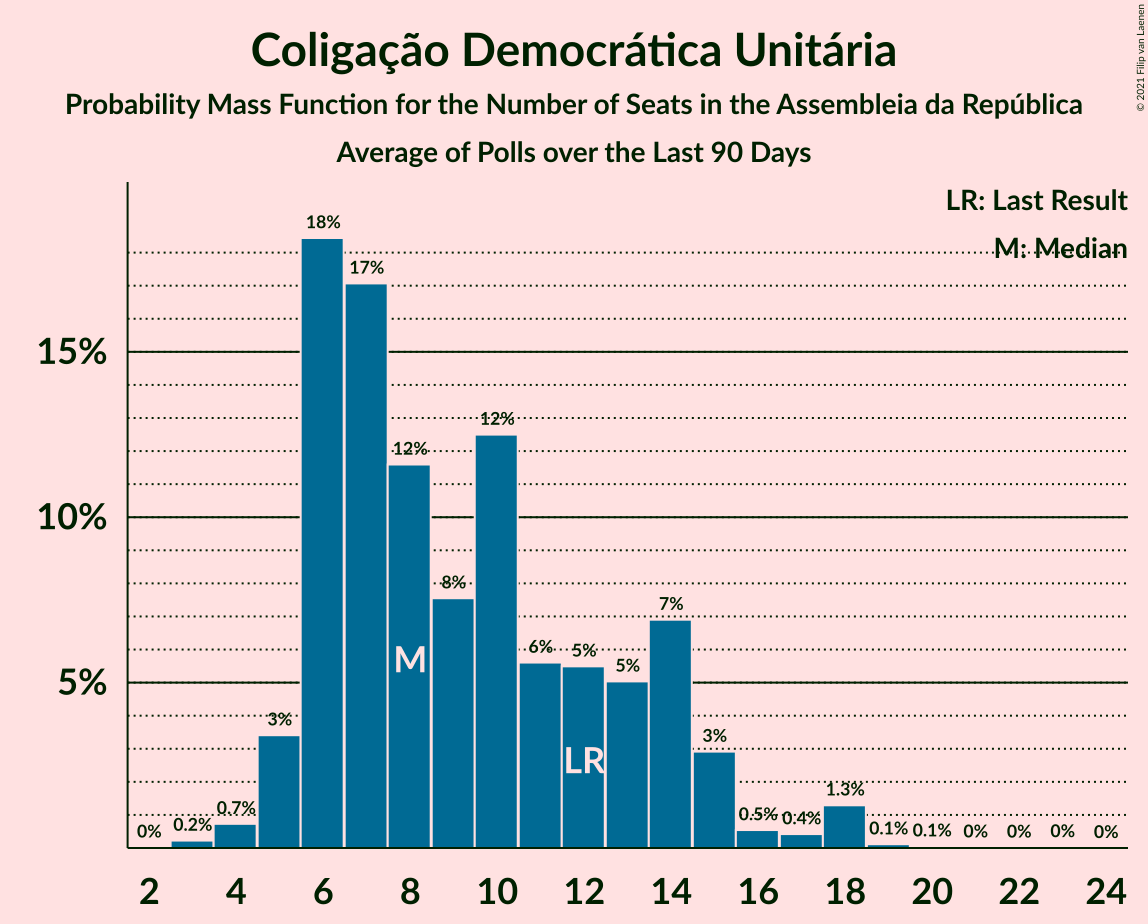 Coligação Democrática Unitária
Probability Mass Function for the Number of Seats in the Assembleia da República
Average of Polls over the Last 90 Days
© 2021 Filip van Laenen
LR: Last Result
M: Median
15%
10%
5%
0%
0.2%
0.7%
3%
18%
17%
12%
8%
12%
6%
5%
5%
7%
3%
0.5%
0.4%
1.3%
0.1%
0.1%
0%
0%
0%
0%
M
LR
2 4 6 8 10 12 14 16 18 20 22 24